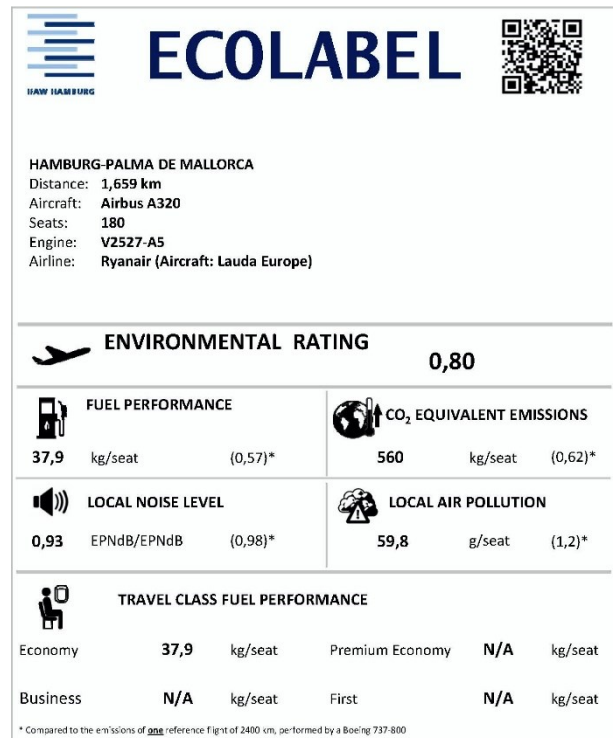 HAW HAMBURG
ECOLABEL
HAMBURG-PALMA DE MALLORCA
Distance: 1,659 km
Aircraft: Airbus A320
Seats: 180
Engine: V2527-A5
Airline: Ryanair (Aircraft: Lauda Europe)
ENVIRONMENTAL RATING 0,80
FUEL PERFORMANCE
37,9 kg/seat (0,57)*
CO₂ EQUIVALENT EMISSIONS
560 kg/seat (0,62)*
LOCAL NOISE LEVEL
0,93 EPNdB/EPNdB (0,98)*
LOCAL AIR POLLUTION
59,8 g/seat (1,2)*
TRAVEL CLASS FUEL PERFORMANCE
Economy 37,9 kg/seat Premium Economy N/A kg/seat
Business N/A kg/seat First N/A kg/seat
* Compared to the emissions of one reference flight of 2400 km, performed by a Boeing 737-800